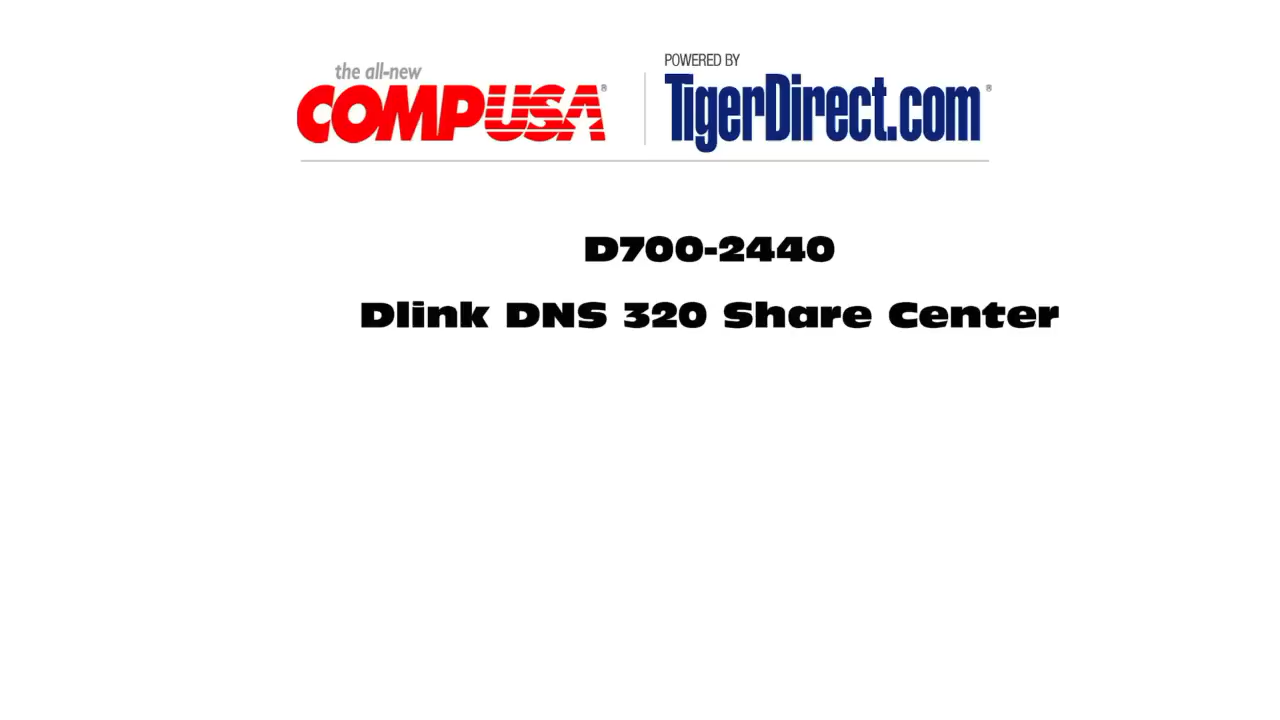 the all-new
COMPUSA®
POWERED BY
TigerDirect.com®
D700-2440
Dlink DNS 320 Share Center